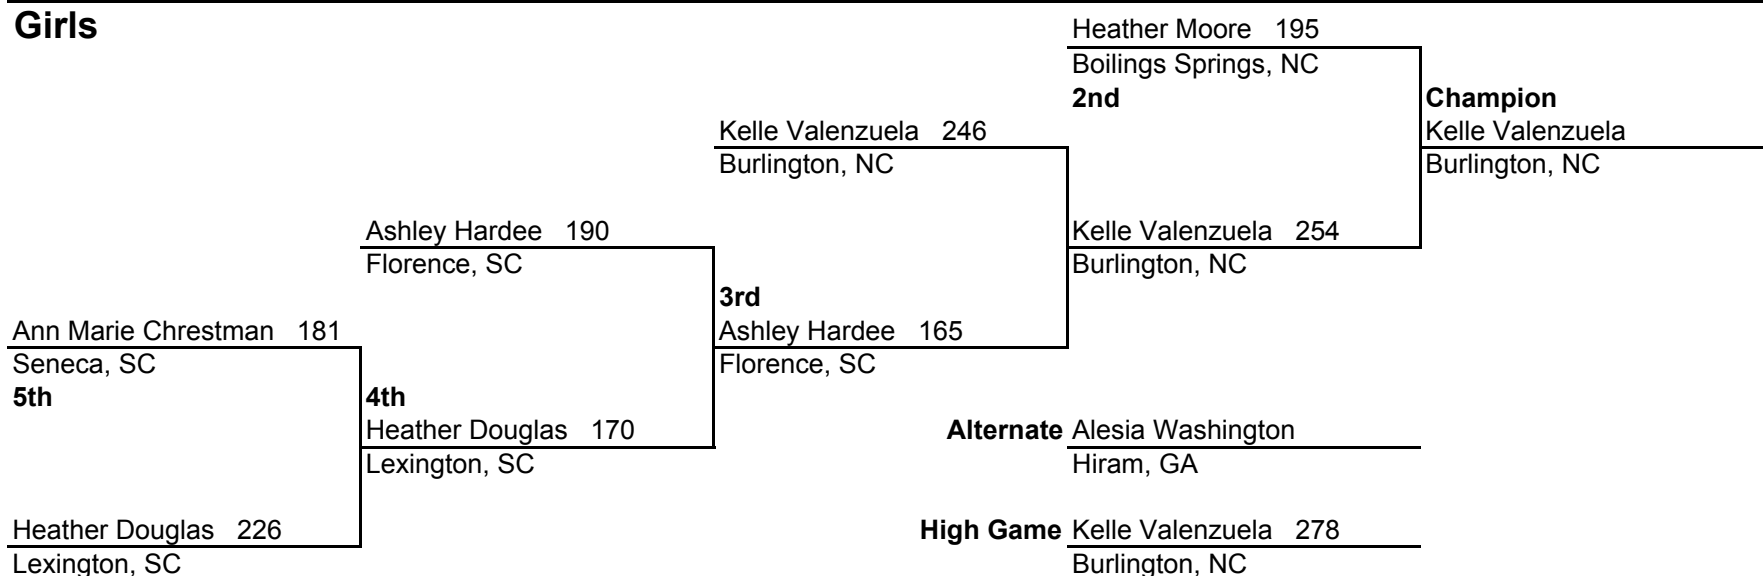 Girls
Heather Moore 195
Boilings Springs, NC
2nd
Champion
Kelle Valenzuela 246
Kelle Valenzuela
Burlington, NC
Burlington, NC
Ashley Hardee 190
Kelle Valenzuela 254
Florence, SC
Burlington, NC
3rd
Ann Marie Chrestman 181
Ashley Hardee 165
Seneca, SC
Florence, SC
5th
4th
Heather Douglas 170
Alternate Alesia Washington
Lexington, SC
Hiram, GA
Heather Douglas 226
High Game Kelle Valenzuela 278
Lexington, SC
Burlington, NC